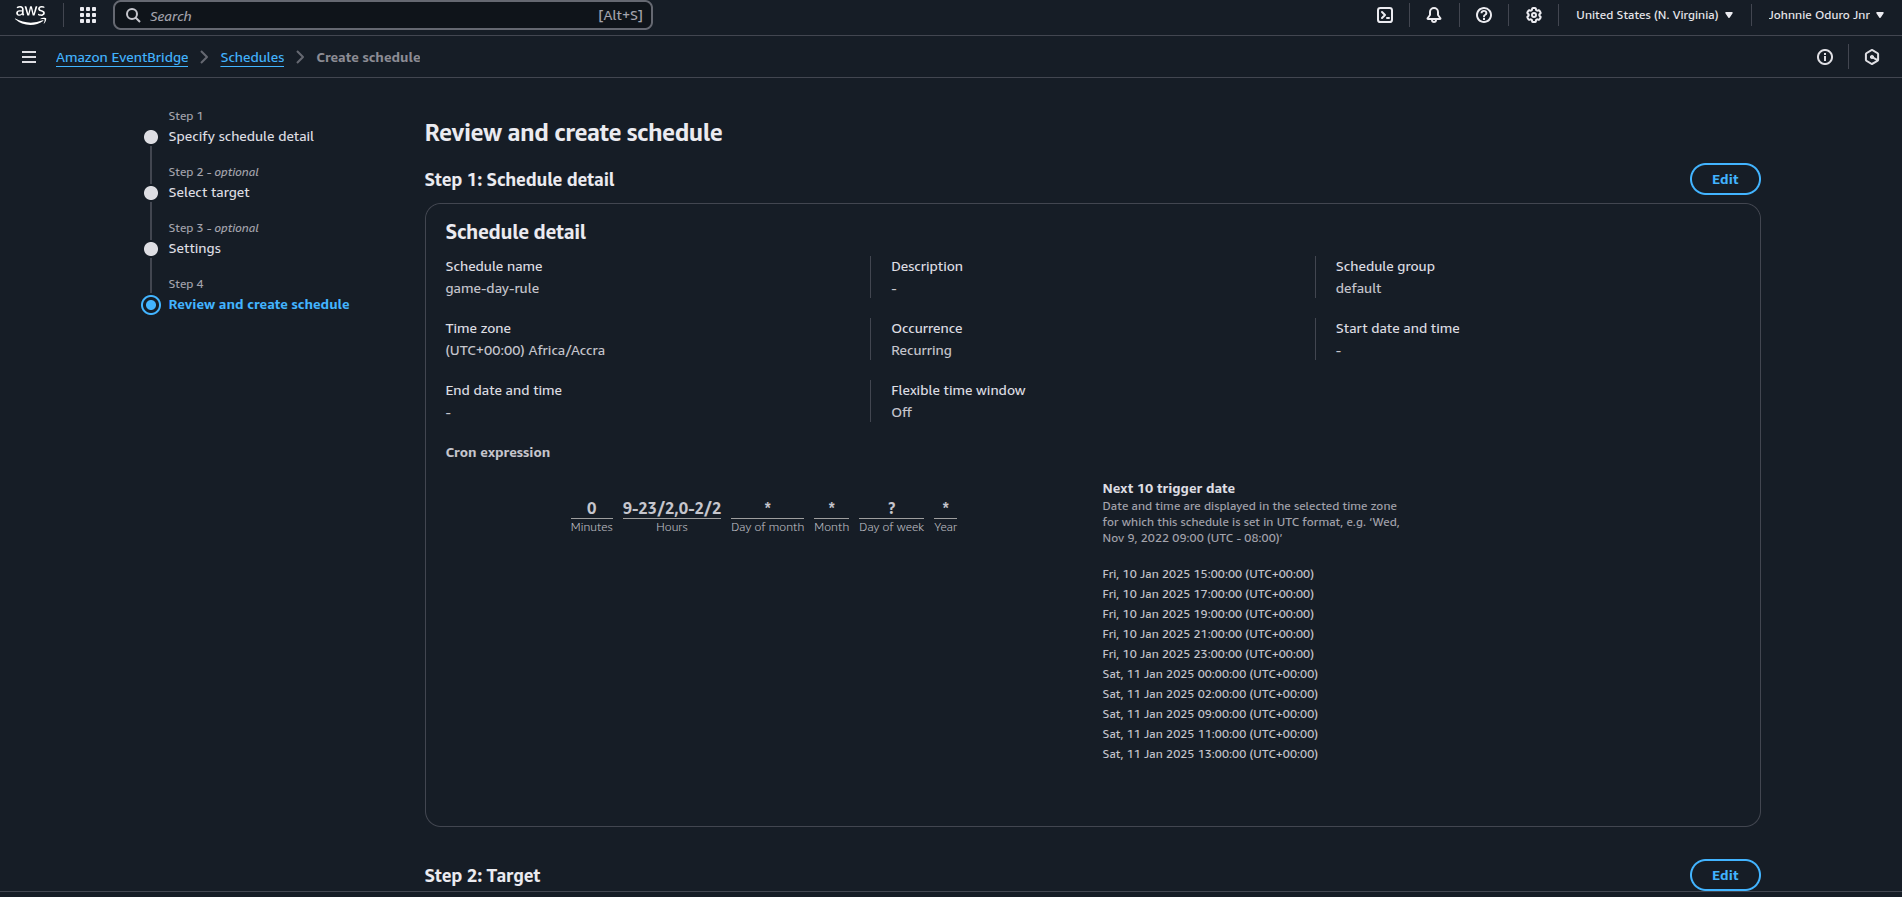 aws
Search [Alt+S]
United States (N. Virginia)
Johnnie Oduro Jnr
Amazon EventBridge
Schedules
Create schedule
Step 1
Specify schedule detail
Step 2 - optional
Select target
Step 3 - optional
Settings
Step 4
Review and create schedule
Review and create schedule
Step 1: Schedule detail
Edit
Schedule detail
Schedule name
game-day-rule
Description
-
Schedule group
default
Time zone
(UTC+00:00) Africa/Accra
Occurrence
Recurring
Start date and time
-
End date and time
-
Flexible time window
Off
Cron expression
0 9-23/2,0-2/2 * * ? *
Minutes Hours Day of month Month Day of week Year
Next 10 trigger date
Date and time are displayed in the selected time zone
for which this schedule is set in UTC format, e.g. ‘Wed,
Nov 9, 2022 09:00 (UTC - 08:00)’
Fri, 10 Jan 2025 15:00:00 (UTC+00:00)
Fri, 10 Jan 2025 17:00:00 (UTC+00:00)
Fri, 10 Jan 2025 19:00:00 (UTC+00:00)
Fri, 10 Jan 2025 21:00:00 (UTC+00:00)
Fri, 10 Jan 2025 23:00:00 (UTC+00:00)
Sat, 11 Jan 2025 00:00:00 (UTC+00:00)
Sat, 11 Jan 2025 02:00:00 (UTC+00:00)
Sat, 11 Jan 2025 09:00:00 (UTC+00:00)
Sat, 11 Jan 2025 11:00:00 (UTC+00:00)
Sat, 11 Jan 2025 13:00:00 (UTC+00:00)
Step 2: Target
Edit